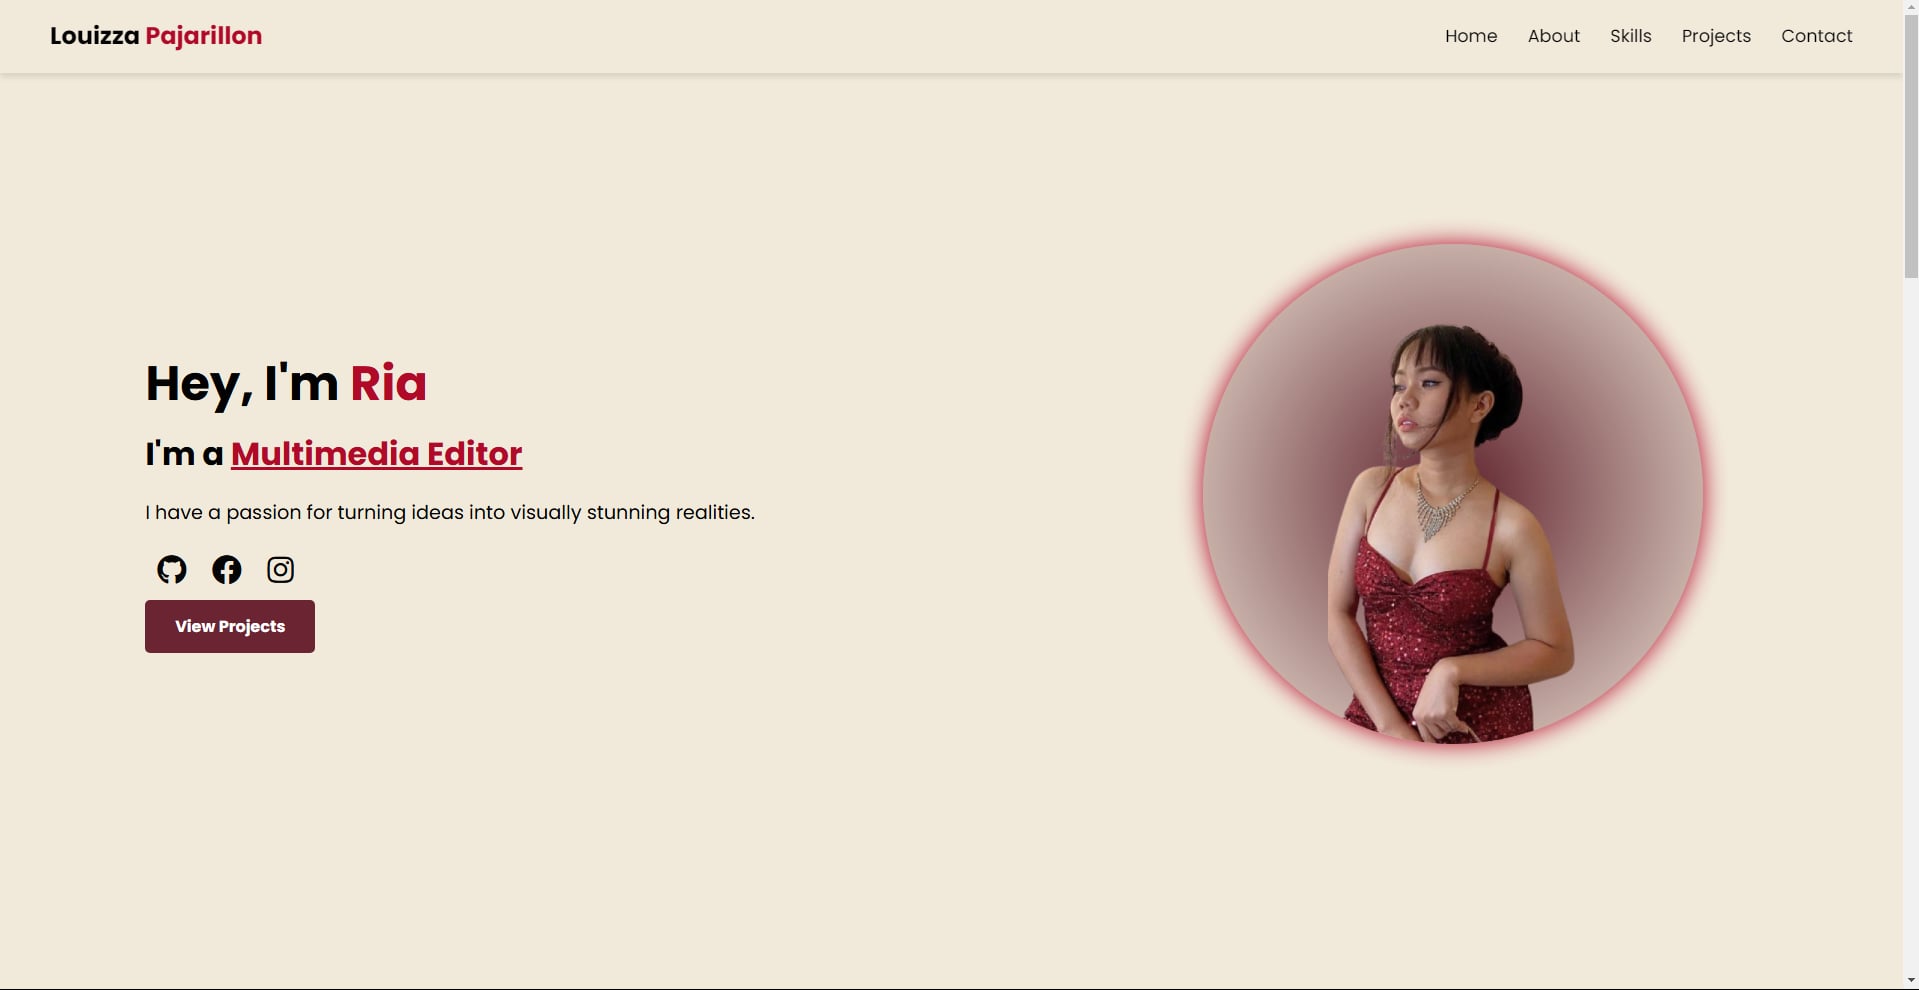 Louizza Pajarillon
Home About Skills Projects Contact
Hey, I'm Ria
I'm a Multimedia Editor
I have a passion for turning ideas into visually stunning realities.
View Projects